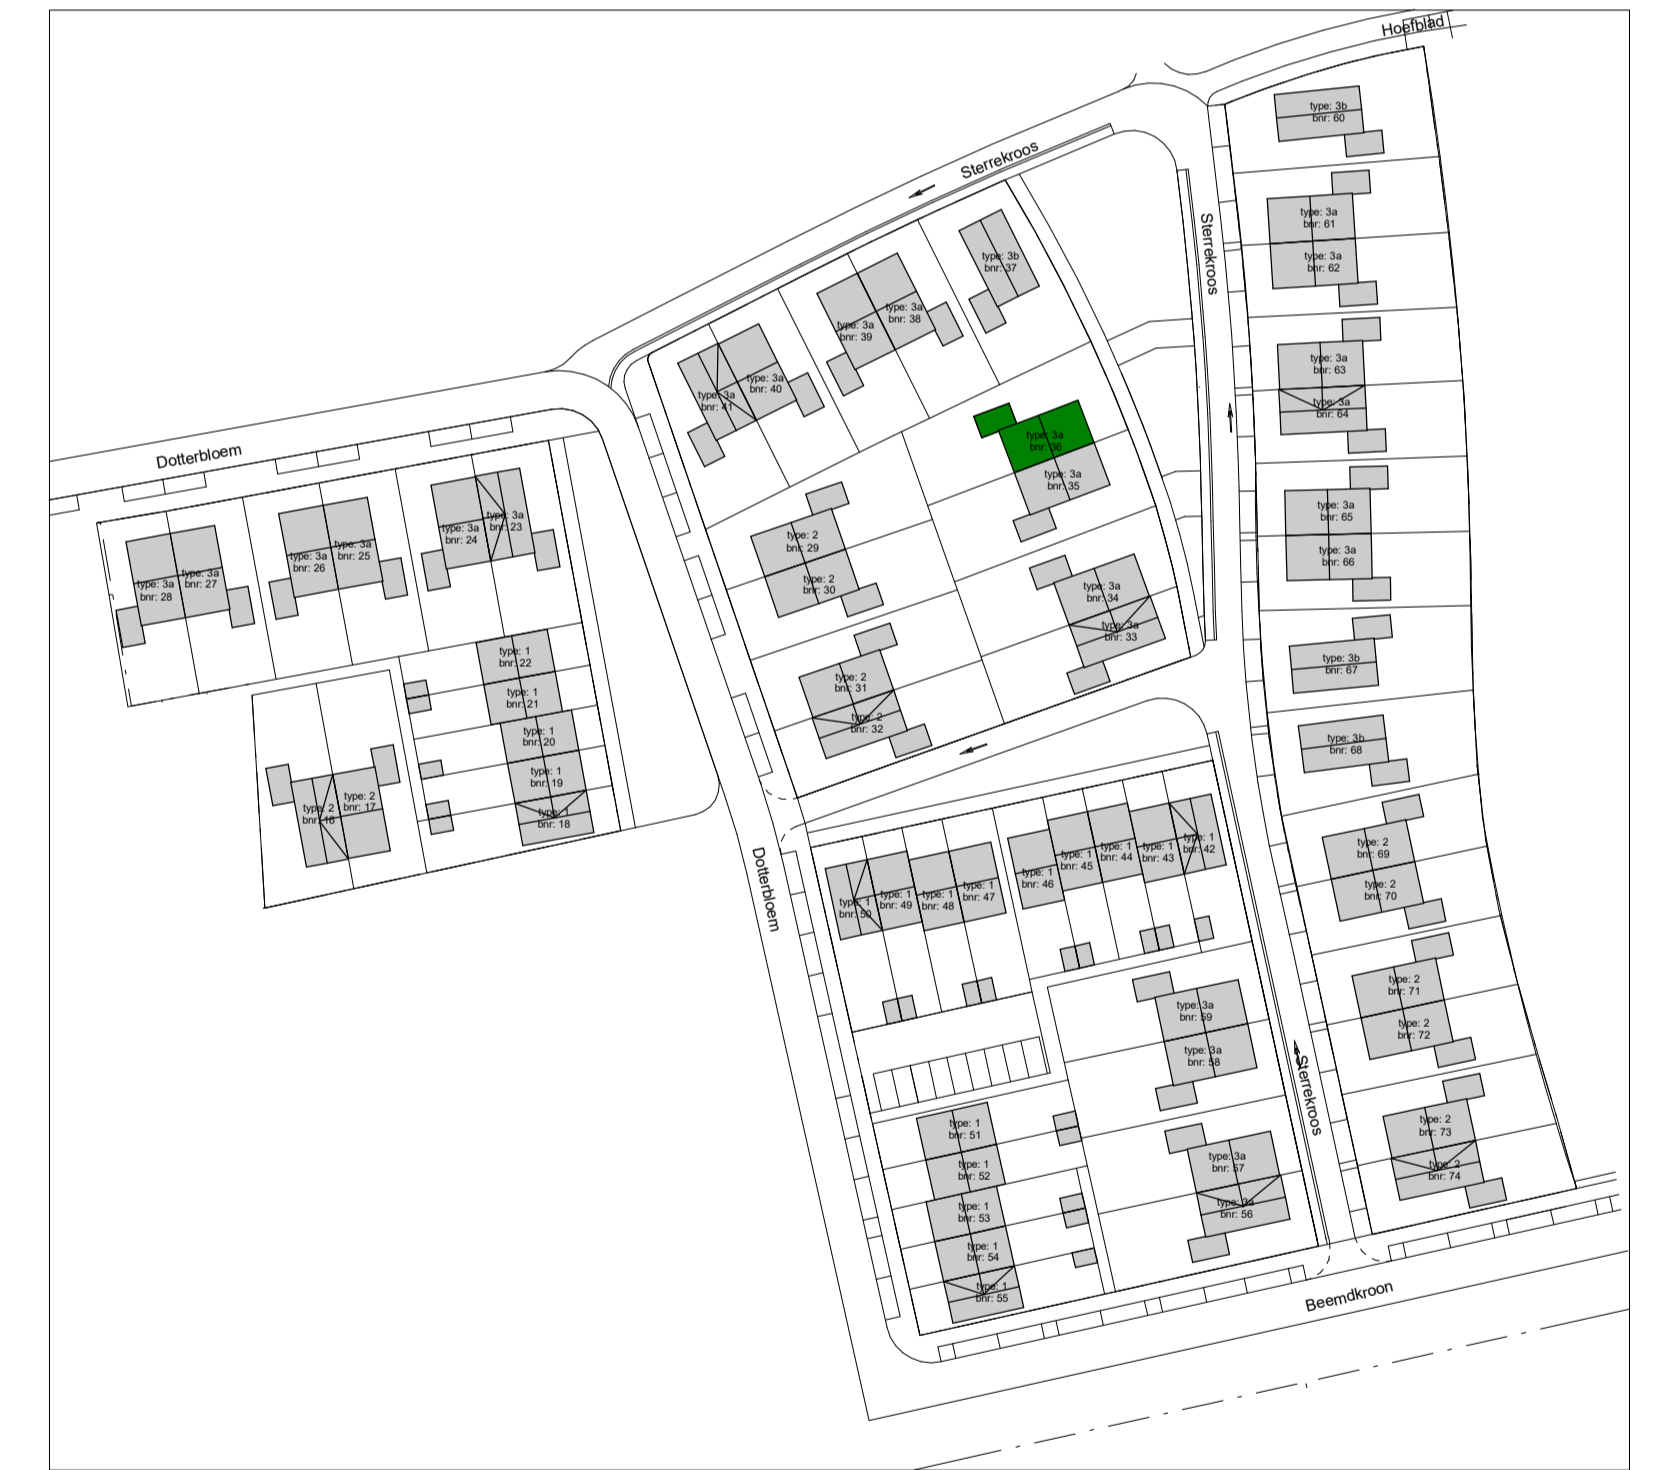 Hoefblad
type: 3b
bnr: 60
Sterrekroos
type: 3a
bnr: 61
type: 3a
bnr: 62
Sterrekroos
type: 3b
bnr: 37
type: 3a
bnr: 38
type: 3a
bnr: 39
type: 3a
bnr: 40
type: 3a
bnr: 41
type: 3a
bnr: 63
type: 3a
bnr: 64
type: 3a
bnr: 36
type: 3a
bnr: 35
Dotterbloem
type: 3a
bnr: 23
type: 3a
bnr: 24
type: 3a
bnr: 25
type: 3a
bnr: 26
type: 3a
bnr: 27
type: 3a
bnr: 28
type: 2
bnr: 29
type: 2
bnr: 30
type: 3a
bnr: 65
type: 3a
bnr: 66
type: 3a
bnr: 34
type: 3a
bnr: 33
type: 1
bnr: 22
type: 1
bnr: 21
type: 1
bnr: 20
type: 1
bnr: 19
type: 1
bnr: 18
type: 2
bnr: 31
type: 2
bnr: 32
type: 3b
bnr: 67
type: 3b
bnr: 68
type: 2
bnr: 17
type: 2
bnr: 16
Dotterbloem
type: 1
bnr: 42
type: 1
bnr: 43
type: 1
bnr: 44
type: 1
bnr: 45
type: 1
bnr: 46
type: 1
bnr: 47
type: 1
bnr: 48
type: 1
bnr: 49
type: 1
bnr: 50
type: 2
bnr: 69
type: 2
bnr: 70
type: 2
bnr: 71
type: 2
bnr: 72
type: 3a
bnr: 59
type: 3a
bnr: 58
Sterrekroos
type: 1
bnr: 51
type: 1
bnr: 52
type: 1
bnr: 53
type: 1
bnr: 54
type: 1
bnr: 55
type: 3a
bnr: 57
type: 3a
bnr: 56
type: 2
bnr: 73
type: 2
bnr: 74
Beemdkroon